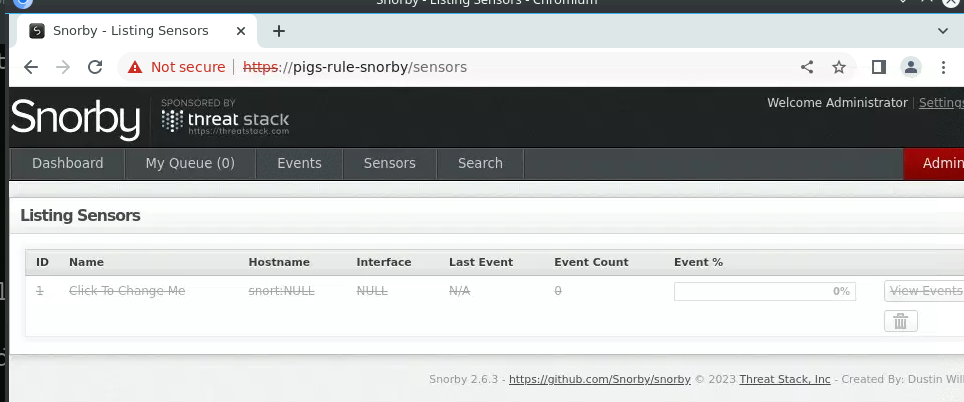 Snorby - Listing Sensors - Chromium
Snorby - Listing Sensors
Not secure | https://pigs-rule-snorby/sensors
Snorby
SPONSORED BY
threat stack
https://threatstack.com
Welcome Administrator | Settings
Dashboard My Queue (0) Events Sensors Search Admin
Listing Sensors
ID Name Hostname Interface Last Event Event Count Event %
1 Click To Change Me snort:NULL NULL N/A 0 0% View Events
Snorby 2.6.3 - https://github.com/Snorby/snorby © 2023 Threat Stack, Inc - Created By: Dustin Will